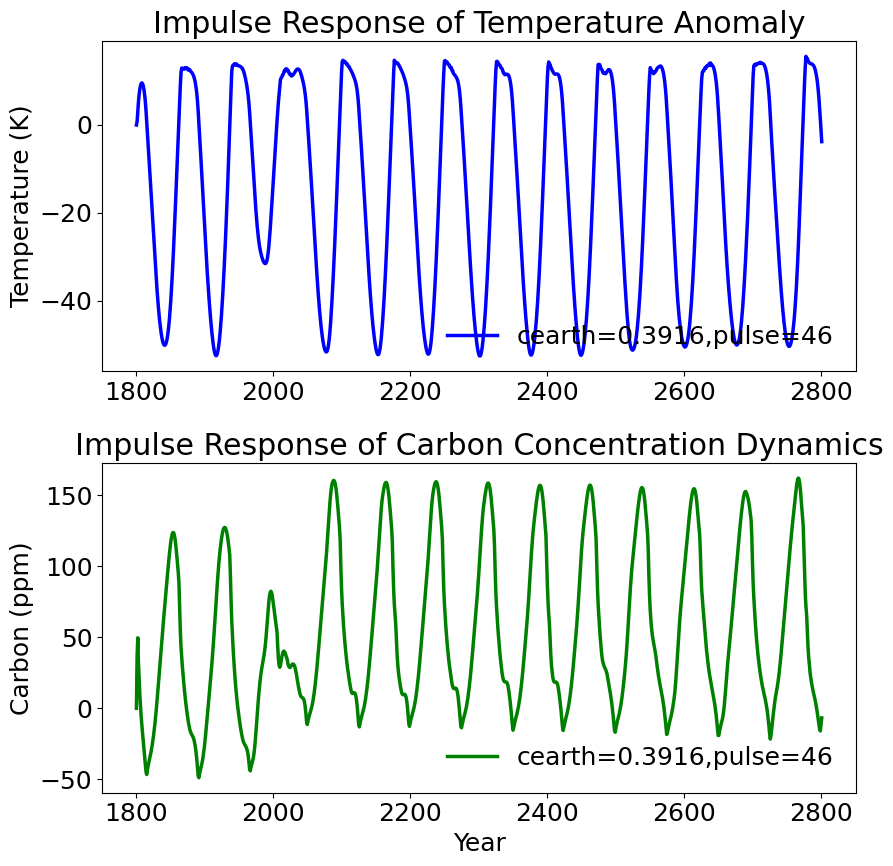 Impulse Response of Temperature Anomaly
Temperature (K)
0
−20
−40
cearth=0.3916,pulse=46
1800 2000 2200 2400 2600 2800
Impulse Response of Carbon Concentration Dynamics
Carbon (ppm)
150
100
50
0
−50
cearth=0.3916,pulse=46
1800 2000 2200 2400 2600 2800
Year